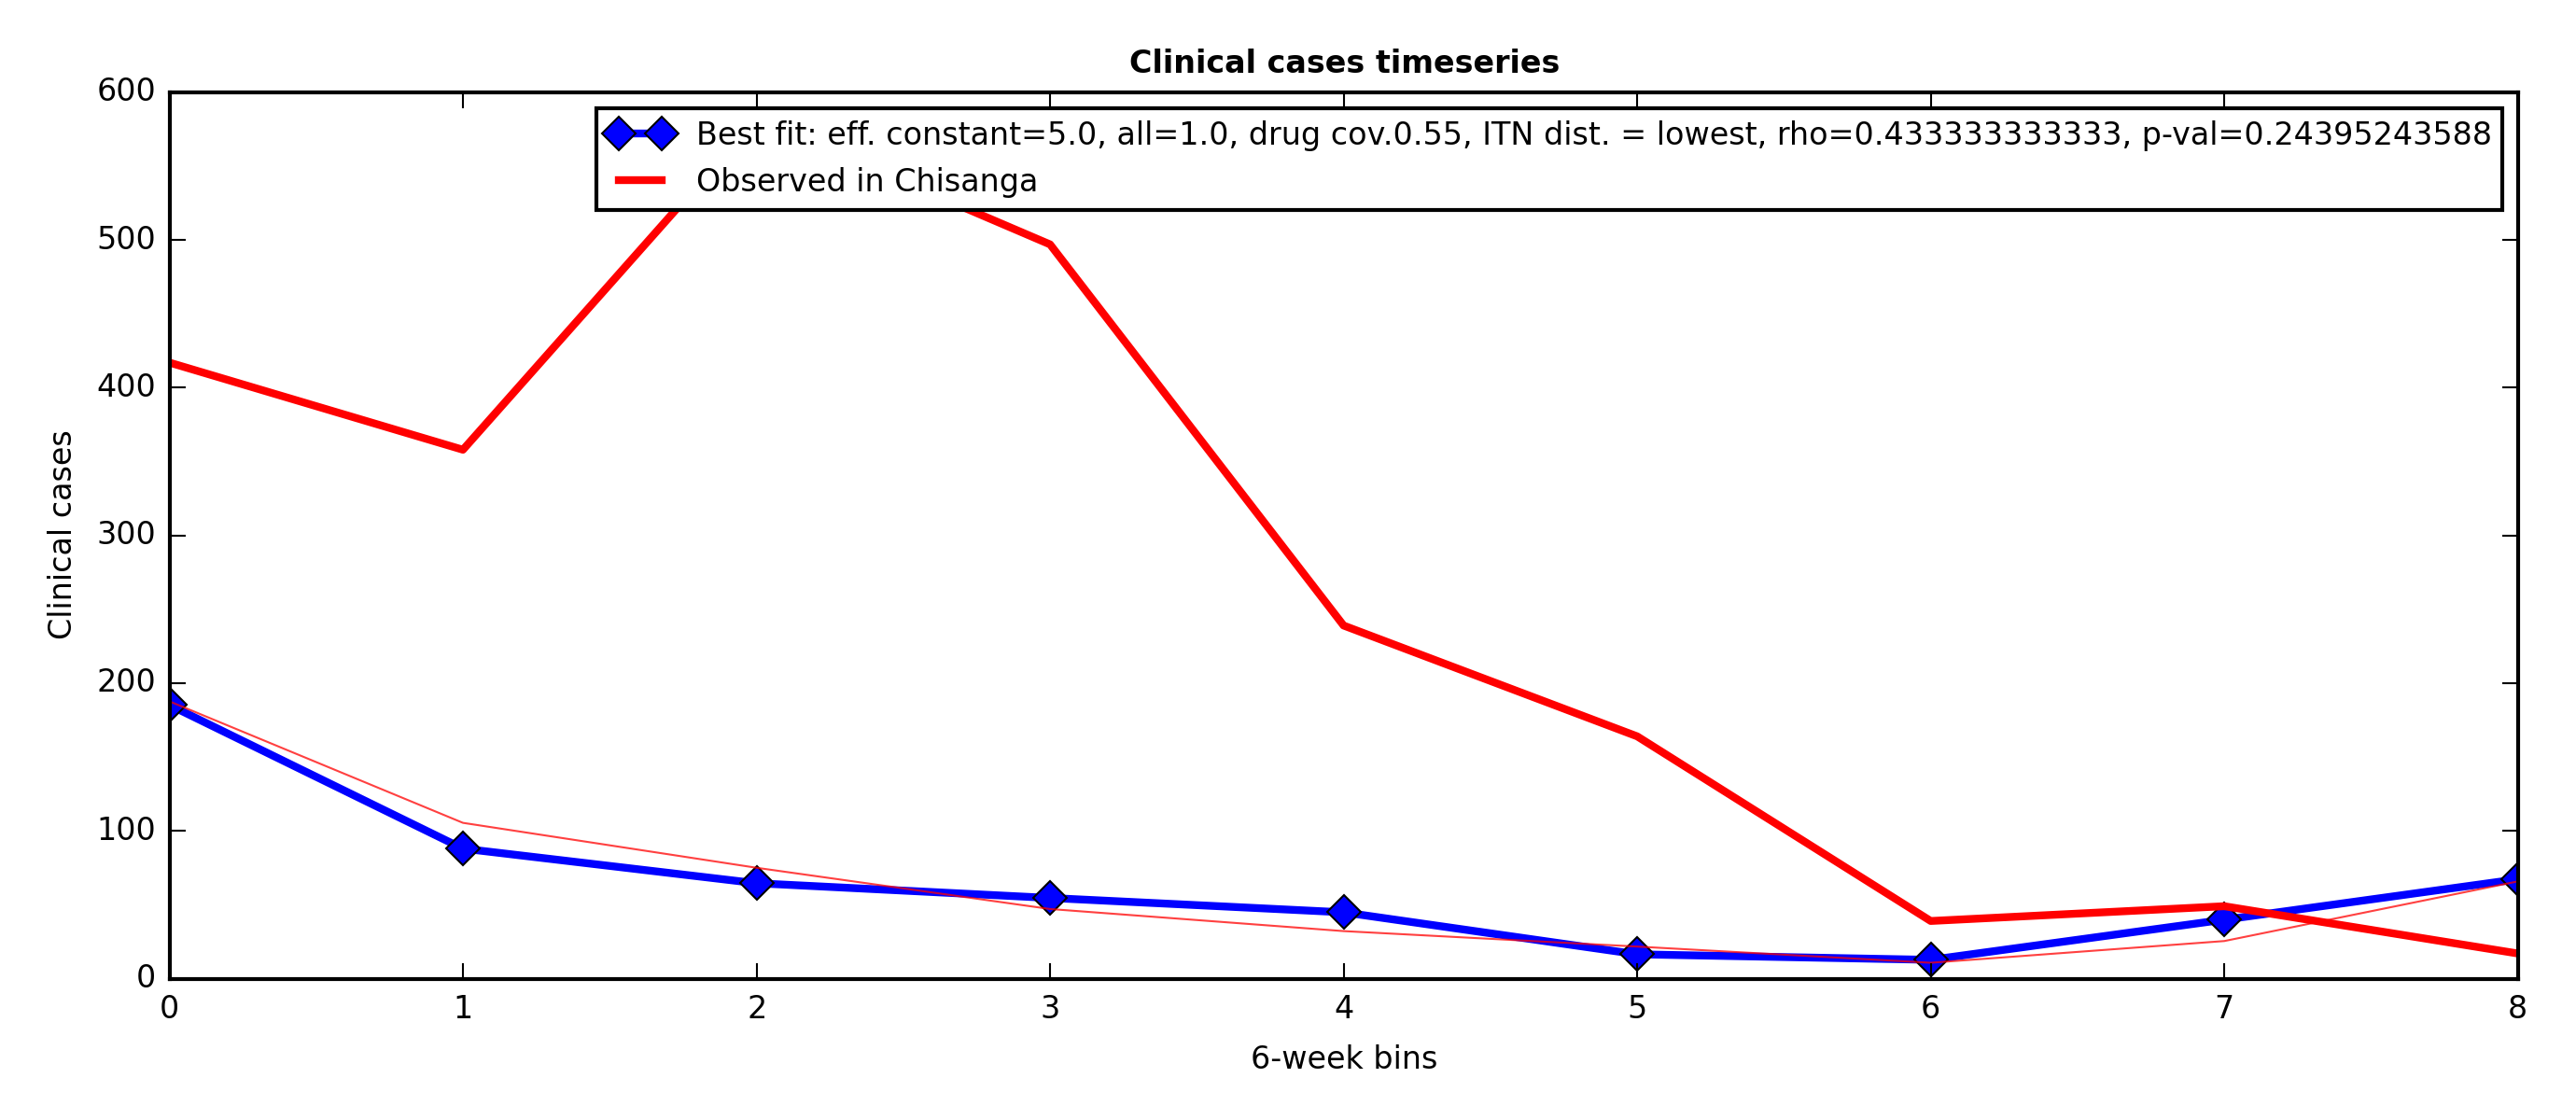 Clinical cases timeseries
600
500
400
300
200
100
0
Clinical cases
Best fit: eff. constant=5.0, all=1.0, drug cov.0.55, ITN dist. = lowest, rho=0.433333333333, p-val=0.24395243588
Observed in Chisanga
0 1 2 3 4 5 6 7 8
6-week bins